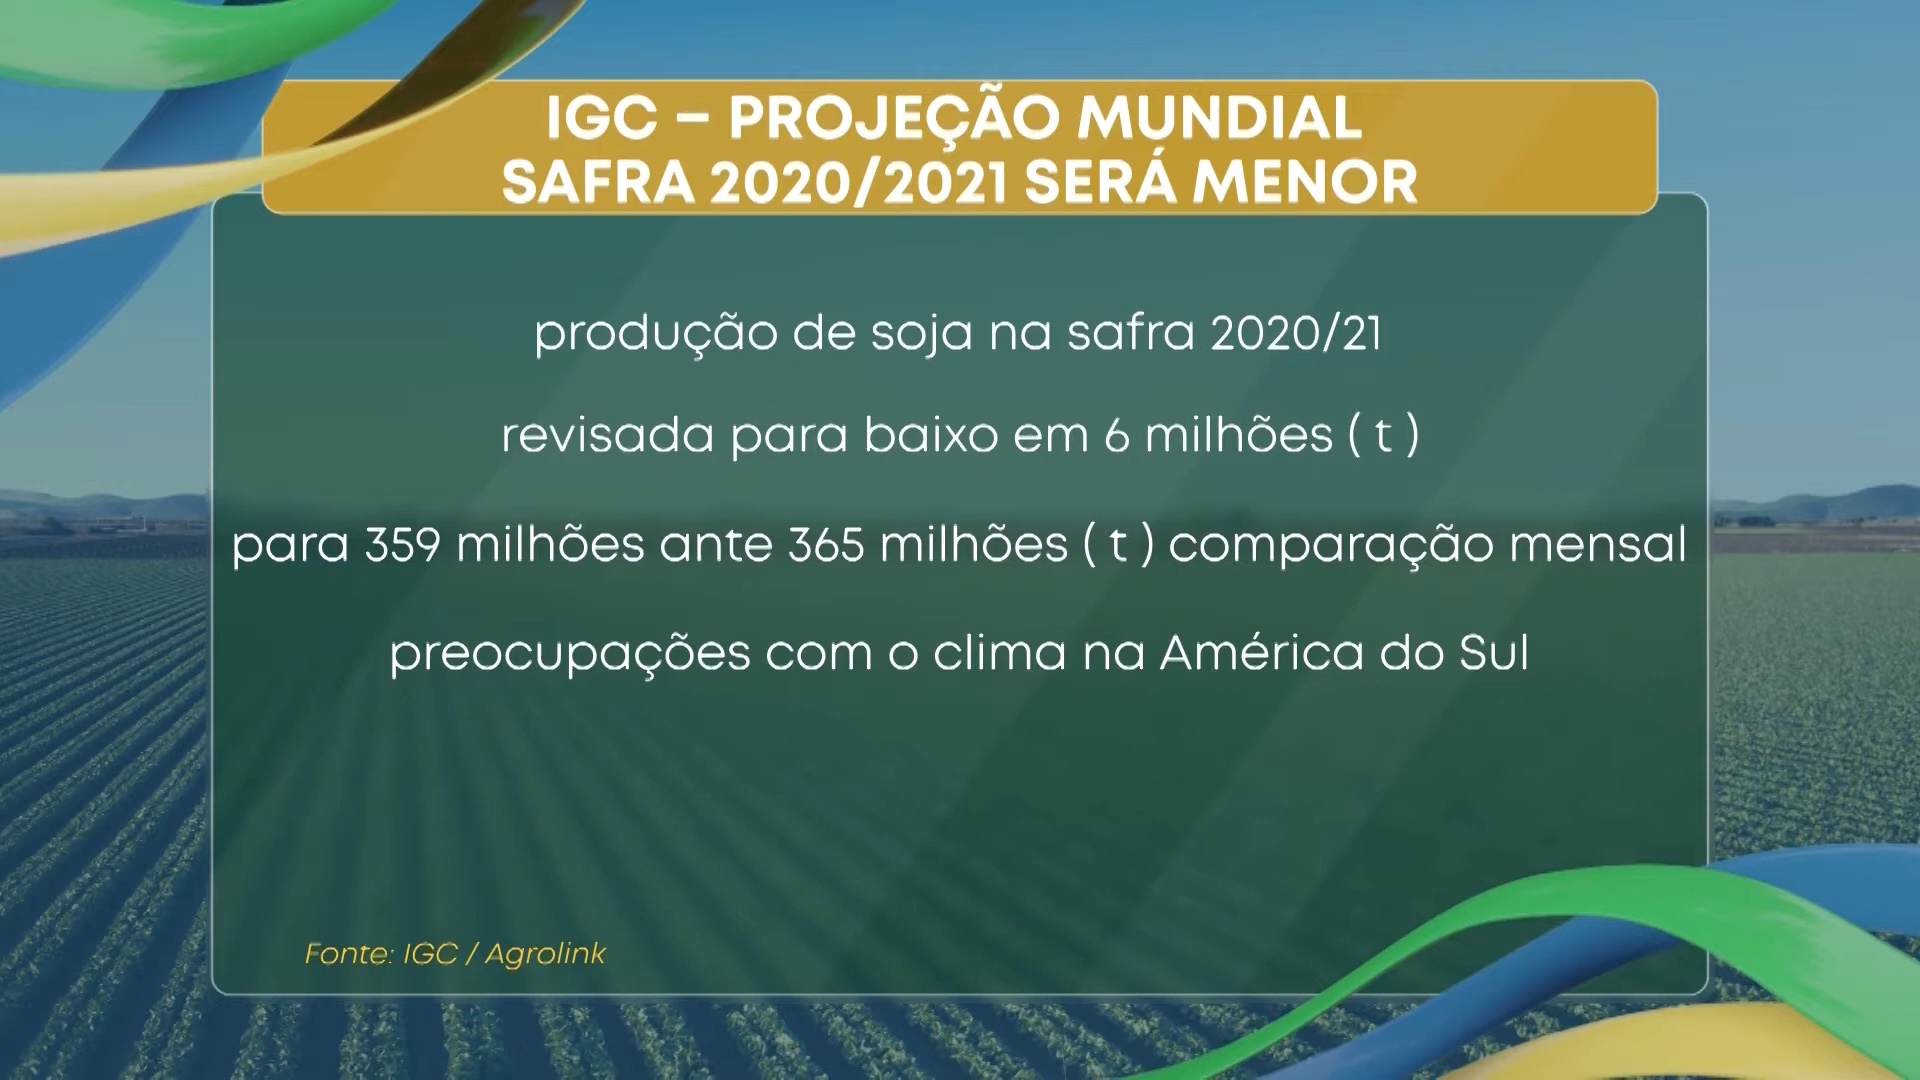 IGC – PROJEÇÃO MUNDIAL
SAFRA 2020/2021 SERÁ MENOR
produção de soja na safra 2020/21
revisada para baixo em 6 milhões ( t )
para 359 milhões ante 365 milhões ( t ) comparação mensal
preocupações com o clima na América do Sul
Fonte: IGC / Agrolink